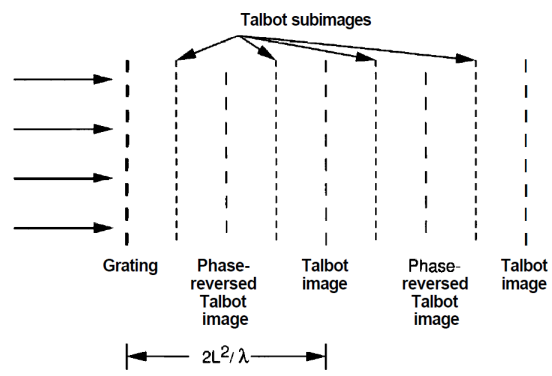 Talbot subimages
Grating
Phase-
reversed
Talbot
image
Talbot
image
Phase-
reversed
Talbot
image
Talbot
image
2L²/λ